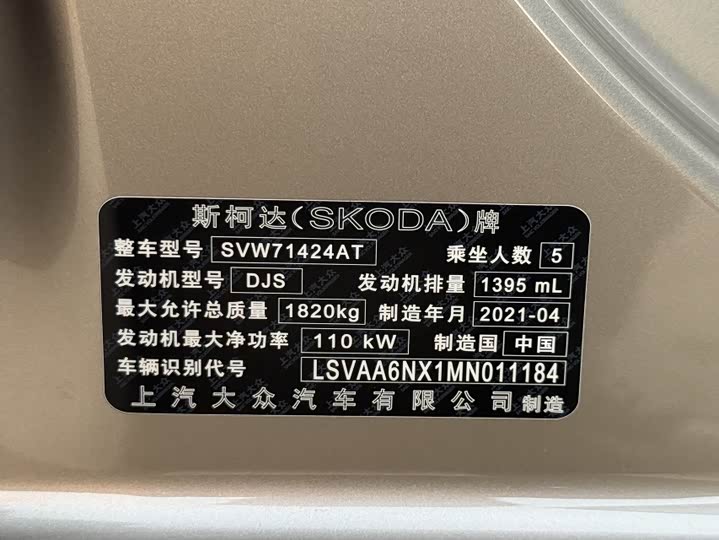 斯柯达(SKODA)牌
整车型号 SVW71424AT 乘坐人数 5
发动机型号 DJS 发动机排量 1395 mL
最大允许总质量 1820kg 制造年月 2021-04
发动机最大净功率 110 kW 制造国 中国
车辆识别代号 LSVAA6NX1MN011184
上汽大众汽车有限公司 制造